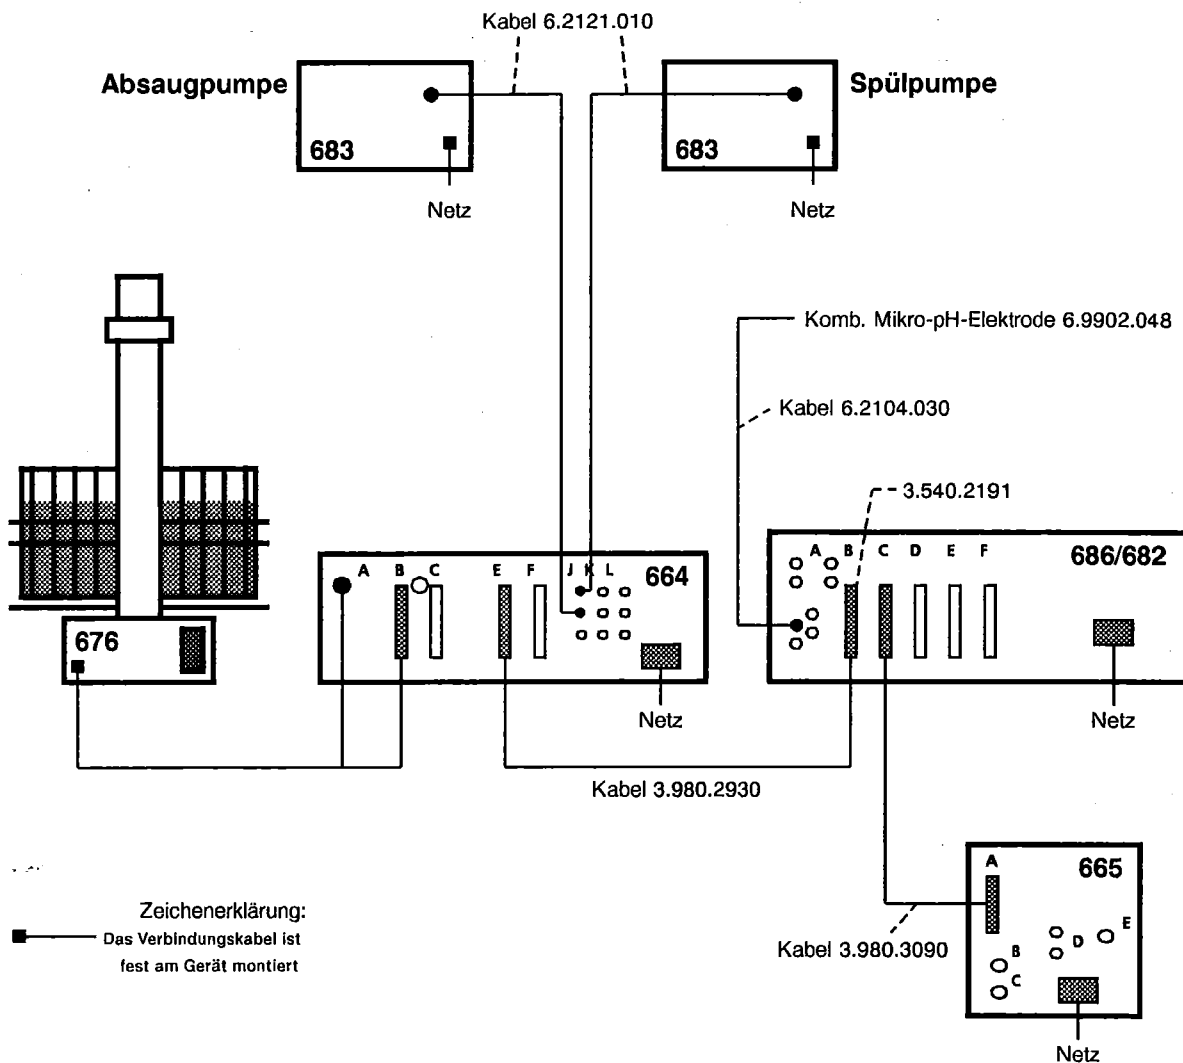 Kabel 6.2121.010
Absaugpumpe
Spülpumpe
683
683
Netz
Netz
Komb. Mikro-pH-Elektrode 6.9902.048
Kabel 6.2104.030
3.540.2191
A B C E F J K L 664
A B C D E F 686/682
676
Netz
Netz
Kabel 3.980.2930
A 665
Zeichenerklärung:
Das Verbindungskabel ist
fest am Gerät montiert
Kabel 3.980.3090
B
C
D
E
Netz